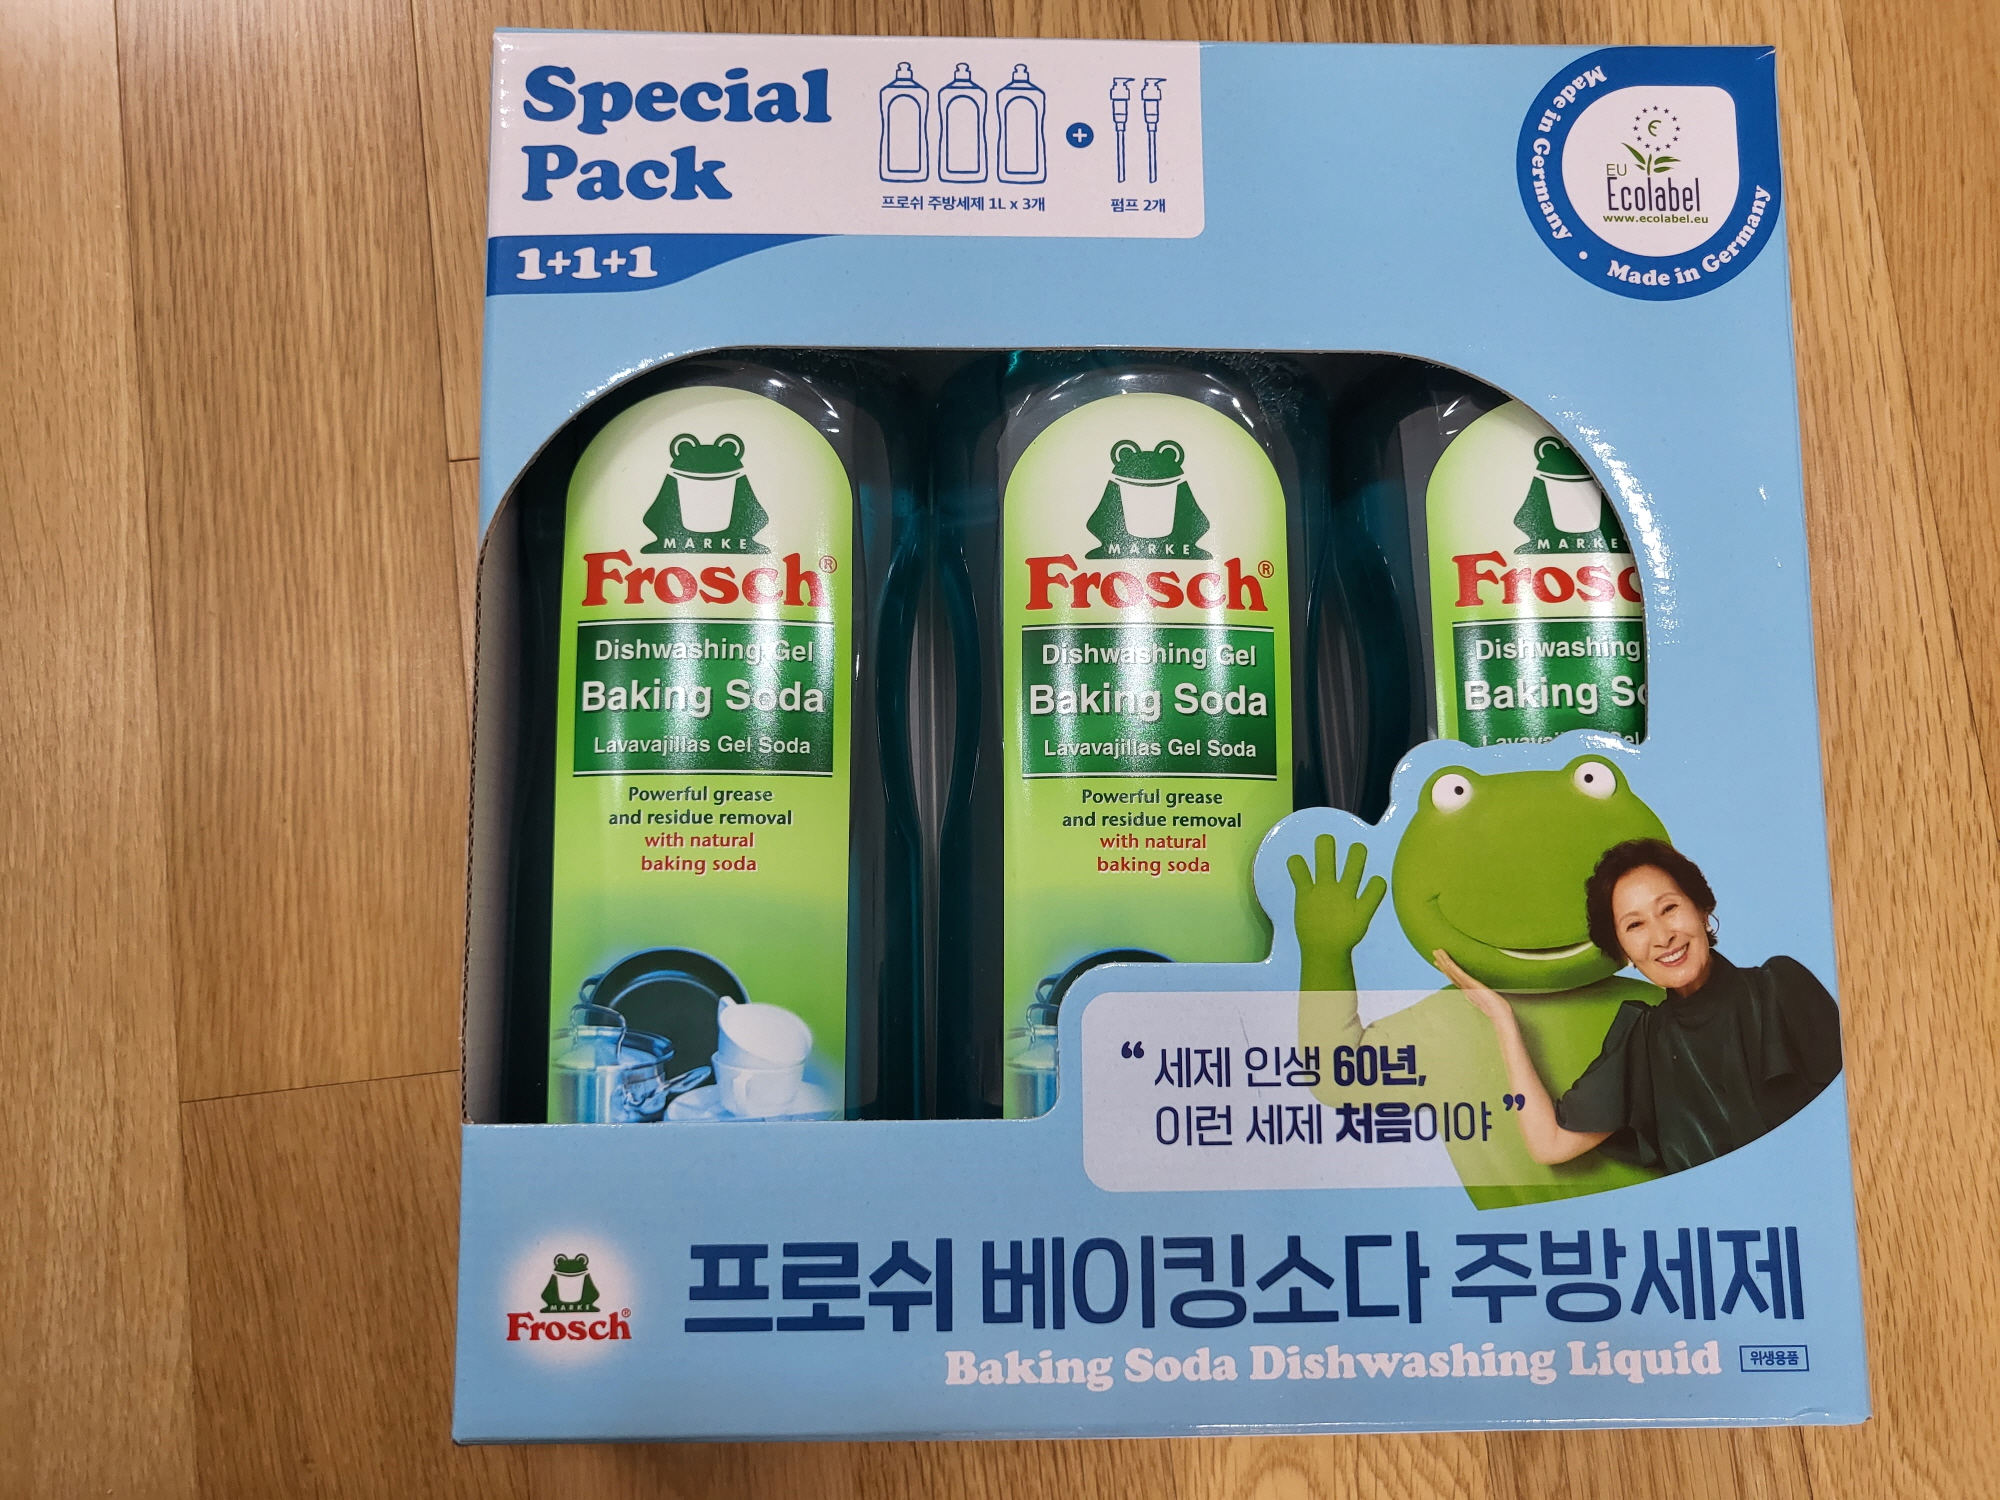 Special
Pack
프로쉬 주방세제 1L x 3개
펌프 2개
1+1+1
Made in Germany • Made in Germany
EU
Ecolabel
www.ecolabel.eu
MARKE
Frosch®
Dishwashing Gel
Baking Soda
Lavavajillas Gel Soda
Powerful grease
and residue removal
with natural
baking soda
MARKE
Frosch®
Dishwashing Gel
Baking Soda
Lavavajillas Gel Soda
Powerful grease
and residue removal
with natural
baking soda
MARKE
Frosc
Dishwashing
Baking So
“ 세제 인생 60년,
이런 세제 처음이야 ”
MARKE
Frosch®
프로쉬 베이킹소다 주방세제
Baking Soda Dishwashing Liquid
위생용품